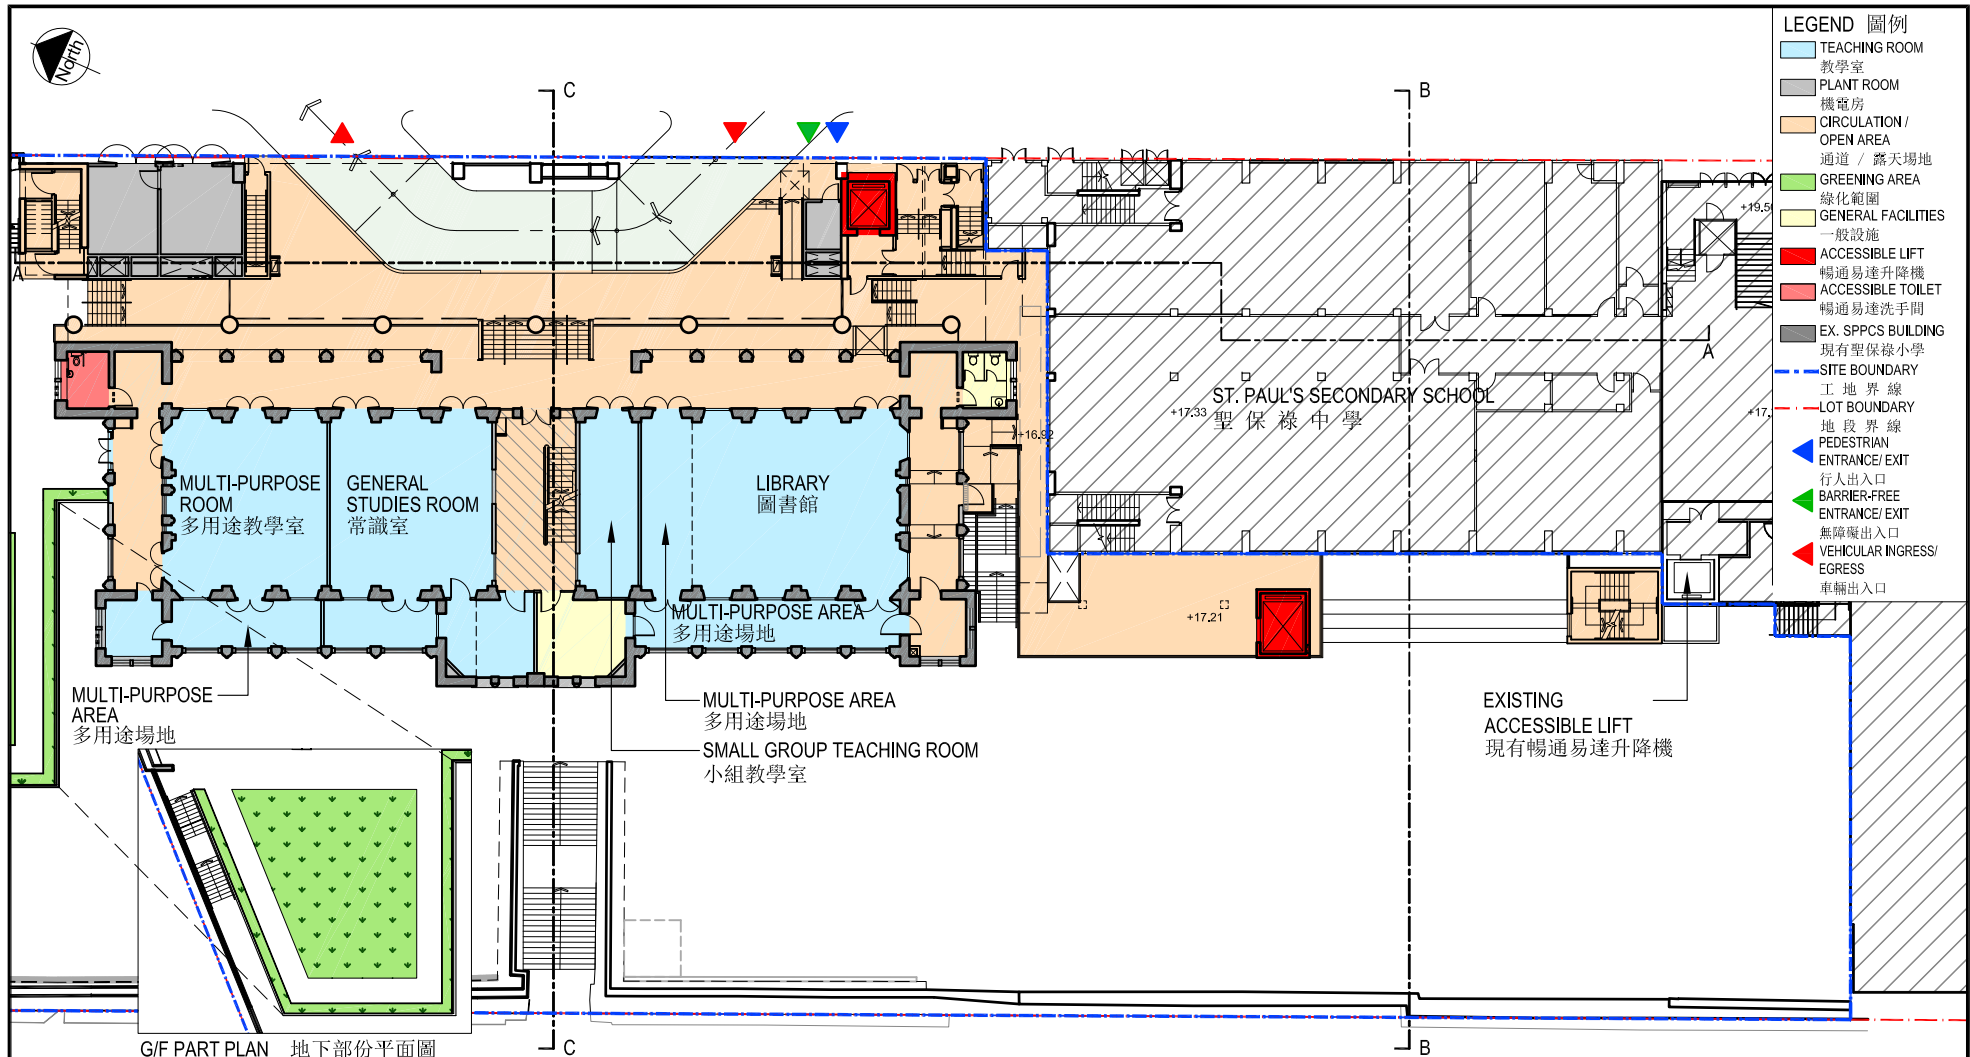 North
C
B
LEGEND 圖例
TEACHING ROOM
教學室
PLANT ROOM
機電房
CIRCULATION /
OPEN AREA
通道 / 露天場地
GREENING AREA
綠化範圍
GENERAL FACILITIES
一般設施
ACCESSIBLE LIFT
暢通易達升降機
ACCESSIBLE TOILET
暢通易達洗手間
EX. SPPCS BUILDING
現有聖保祿小學
SITE BOUNDARY
工 地 界 線
LOT BOUNDARY
地 段 界 線
PEDESTRIAN
ENTRANCE/ EXIT
行人出入口
BARRIER-FREE
ENTRANCE/ EXIT
無障礙出入口
VEHICULAR INGRESS/
EGRESS
車輛出入口
A
A
ST. PAUL'S SECONDARY SCHOOL
聖 保 祿 中 學
+17.33
+16.92
+17.21
MULTI-PURPOSE
ROOM
多用途教學室
GENERAL
STUDIES ROOM
常識室
LIBRARY
圖書館
MULTI-PURPOSE AREA
多用途場地
MULTI-PURPOSE
AREA
多用途場地
MULTI-PURPOSE AREA
多用途場地
SMALL GROUP TEACHING ROOM
小組教學室
EXISTING
ACCESSIBLE LIFT
現有暢通易達升降機
G/F PART PLAN 地下部份平面圖
C
B